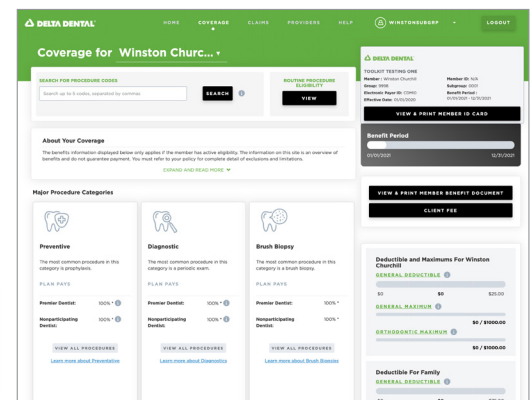 DELTA DENTAL
HOME COVERAGE CLAIMS PROVIDERS HELP WINSTONSUBGRP LOGOUT
Coverage for Winston Churc...
SEARCH FOR PROCEDURE CODES
Search up to 5 codes, separated by commas
SEARCH
ROUTINE PROCEDURE
ELIGIBILITY
VIEW
About Your Coverage
The benefits information displayed below only applies if the member has active eligibility. The information on this site is an overview of
benefits and do not guarantee payment. You must refer to your policy for complete detail of exclusions and limitations.
EXPAND AND READ MORE
Major Procedure Categories
Preventive
The most common procedure in this
category is prophylaxis.
PLAN PAYS
Premier Dentist: 100% *
Nonparticipating
Dentist: 100% *
VIEW ALL PROCEDURES
Learn more about Preventative
Diagnostic
The most common procedure in this
category is a periodic exam.
PLAN PAYS
Premier Dentist: 100% *
Nonparticipating
Dentist: 100% *
VIEW ALL PROCEDURES
Learn more about Diagnostics
Brush Biopsy
The most common procedure in this
category is a brush biopsy.
PLAN PAYS
Premier Dentist: 100% *
Nonparticipating
Dentist: 100% *
VIEW ALL PROCEDURES
Learn more about Brush Biopsies
DELTA DENTAL
TOOLKIT TESTING ONE
Member : Winston Churchill
Group: 9998
Electronic Payor ID: CDPHO
Effective Date: 01/01/2020
Member ID: N/A
Subgroup: 0001
Benefit Period :
01/01/2021 - 12/31/2021
VIEW & PRINT MEMBER ID CARD
Benefit Period
01/01/2021 12/31/2021
VIEW & PRINT MEMBER BENEFIT DOCUMENT
CLIENT FEE
Deductible and Maximums For Winston
Churchill
GENERAL DEDUCTIBLE
$0 $0 $25.00
GENERAL MAXIMUM
$0 / $1000.00
ORTHODONTIC MAXIMUM
$0 / $1000.00
Deductible For Family
GENERAL DEDUCTIBLE